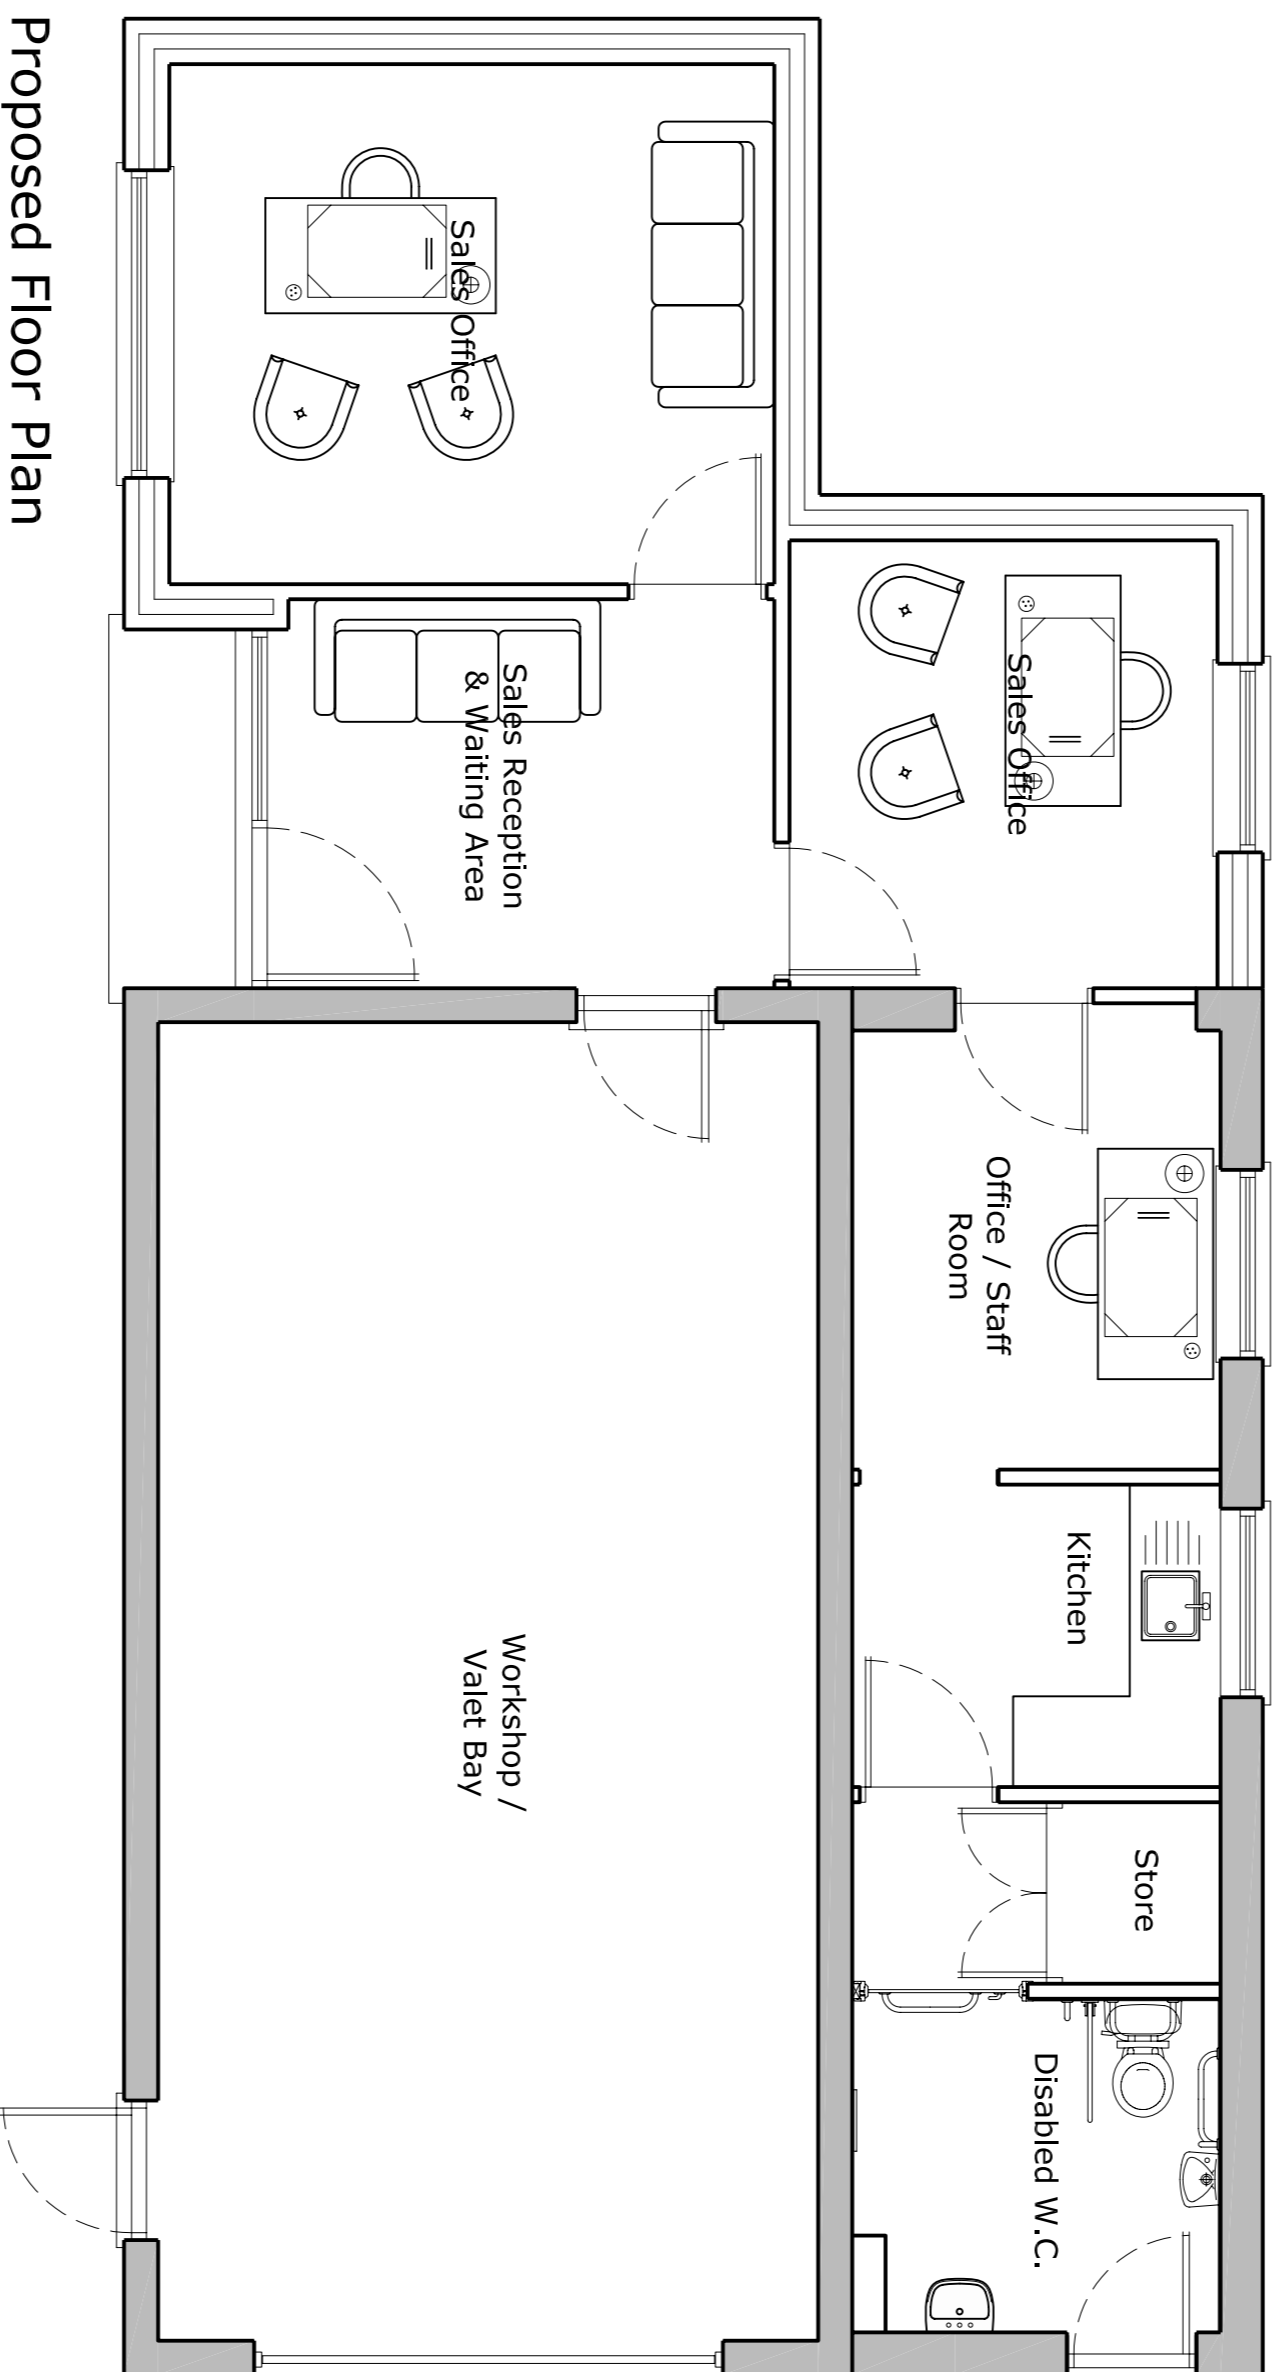 Sales Office
Sales Office
Sales Reception
& Waiting Area
Office / Staff
Room
Kitchen
Store
Disabled W.C.
Workshop /
Valet Bay
Proposed Floor Plan